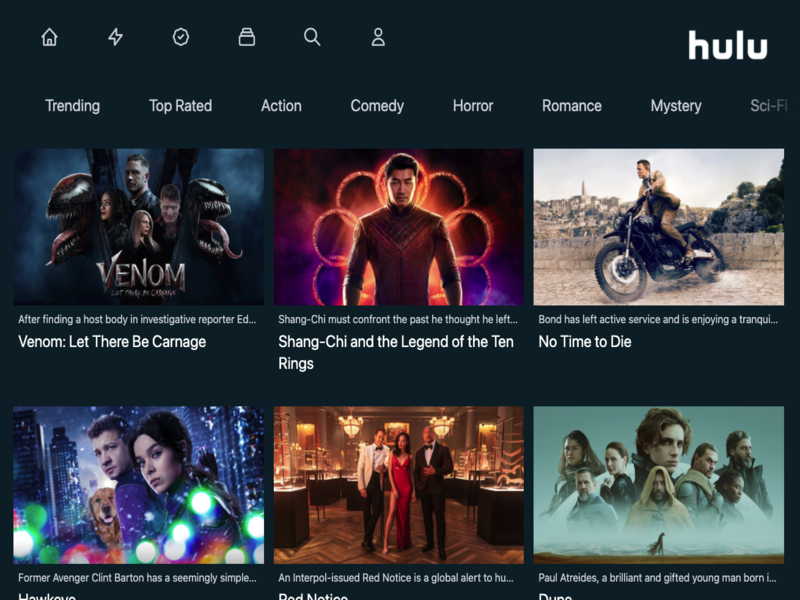 hulu
Trending Top Rated Action Comedy Horror Romance Mystery Sci-Fi
VENOM
LET THERE BE CARNAGE
After finding a host body in investigative reporter Ed...
Venom: Let There Be Carnage
Shang-Chi must confront the past he thought he left...
Shang-Chi and the Legend of the Ten
Rings
Bond has left active service and is enjoying a tranqui...
No Time to Die
Former Avenger Clint Barton has a seemingly simple...
Hawkeye
An Interpol-issued Red Notice is a global alert to hu...
Red Notice
Paul Atreides, a brilliant and gifted young man born i...
Dune